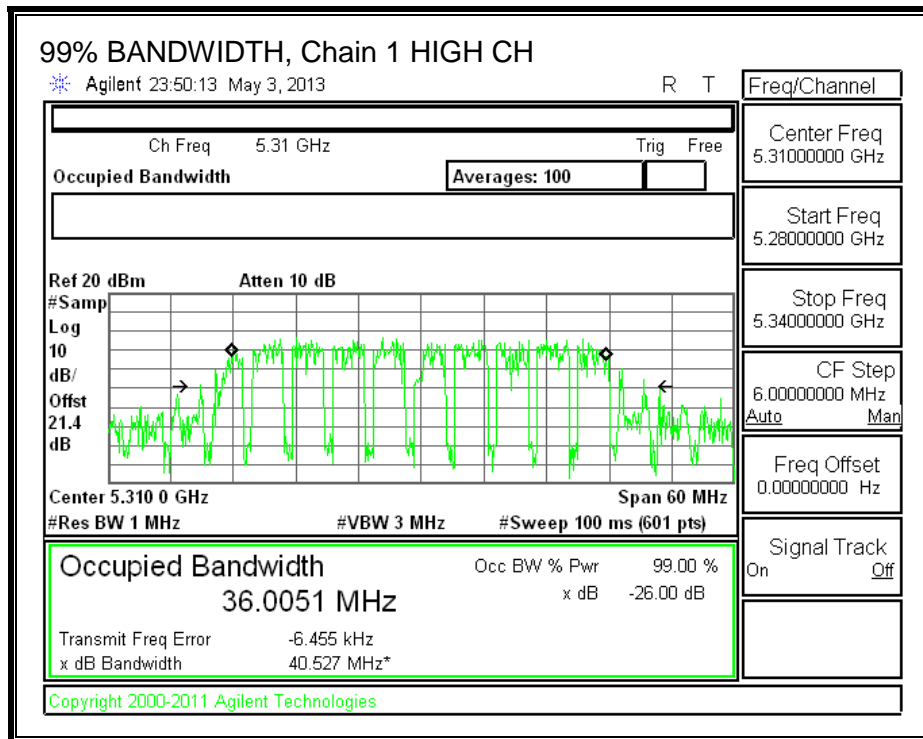 99% BANDWIDTH, Chain 1 HIGH CH
Agilent 23:50:13 May 3, 2013 R T
Freq/Channel
Ch Freq 5.31 GHz Trig Free
Occupied Bandwidth Averages: 100
Ref 20 dBm Atten 10 dB
#Samp
Log
10
dB/
Offst
21.4
dB
Center 5.310 0 GHz Span 60 MHz
#Res BW 1 MHz #VBW 3 MHz #Sweep 100 ms (601 pts)
Occupied Bandwidth Occ BW % Pwr 99.00 %
36.0051 MHz x dB -26.00 dB
Transmit Freq Error -6.455 kHz
x dB Bandwidth 40.527 MHz*
Copyright 2000-2011 Agilent Technologies
Center Freq
5.31000000 GHz
Start Freq
5.28000000 GHz
Stop Freq
5.34000000 GHz
CF Step
6.00000000 MHz
Auto Man
Freq Offset
0.00000000 Hz
Signal Track
On Off